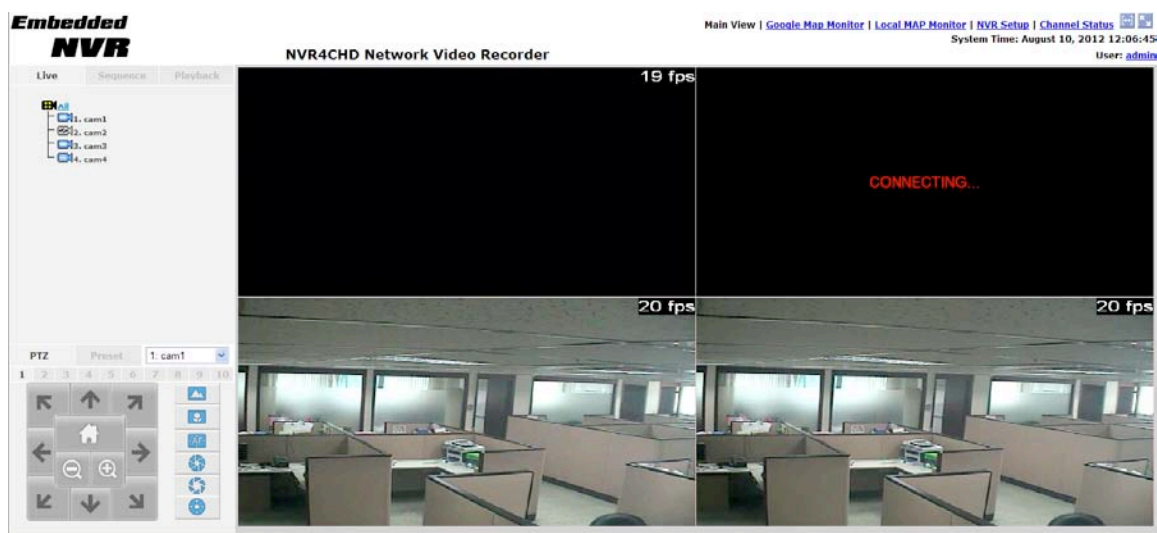 Embedded
NVR
NVR4CHD Network Video Recorder
Main View | Google Map Monitor | Local MAP Monitor | NVR Setup | Channel Status
System Time: August 10, 2012 12:06:45
User: admin
Live Sequence Playback
All
1. cam1
2. cam2
3. cam3
4. cam4
19 fps
CONNECTING...
20 fps
20 fps
PTZ Preset 1: cam1
1 2 3 4 5 6 7 8 9 10
AF